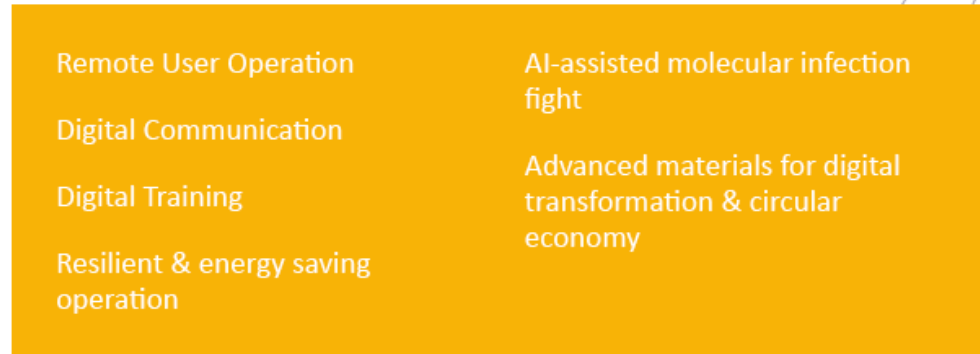 Remote User Operation
Digital Communication
Digital Training
Resilient & energy saving
operation
AI-assisted molecular infection
fight
Advanced materials for digital
transformation & circular
economy